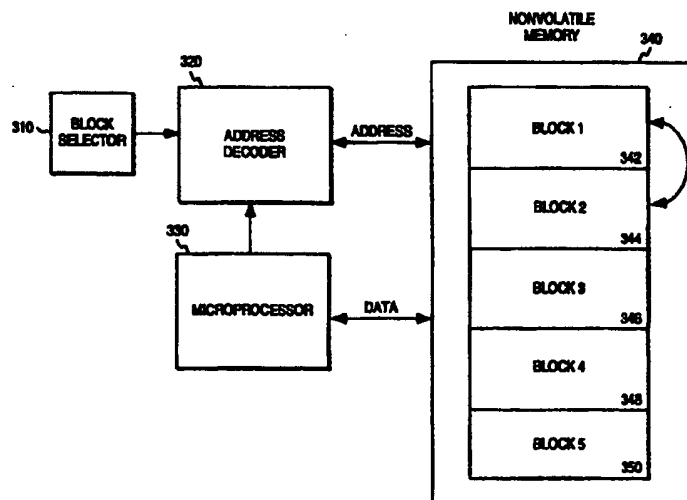 NONVOLATILE
MEMORY
340
320
310
BLOCK
SELECTOR
ADDRESS
DECODER
ADDRESS
BLOCK 1
342
BLOCK 2
344
330
MICROPROCESSOR
DATA
BLOCK 3
346
BLOCK 4
348
BLOCK 5
350